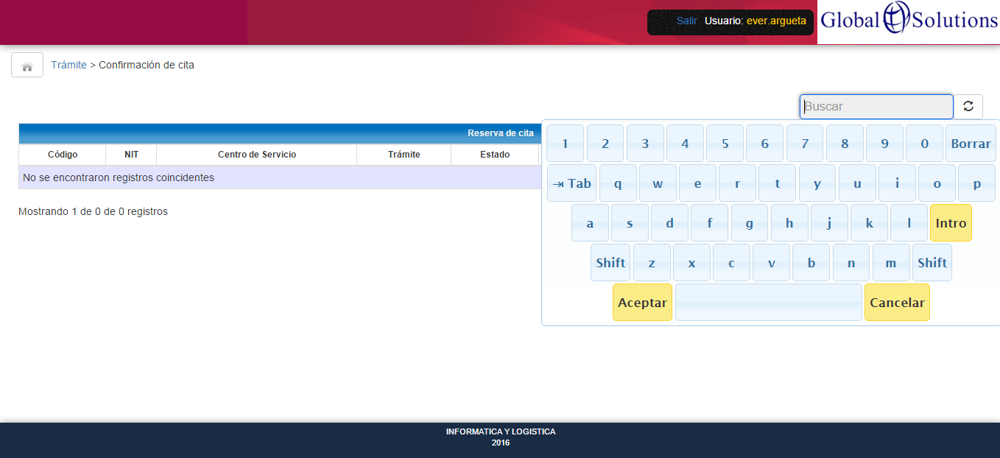 Salir Usuario: ever.argueta
Global Solutions
Trámite > Confirmación de cita
Buscar
Reserva de cita
Código NIT Centro de Servicio Trámite Estado
No se encontraron registros coincidentes
Mostrando 1 de 0 de 0 registros
1 2 3 4 5 6 7 8 9 0 Borrar
⇥ Tab q w e r t y u i o p
a s d f g h j k l Intro
Shift z x c v b n m Shift
Aceptar Cancelar
INFORMATICA Y LOGISTICA
2016